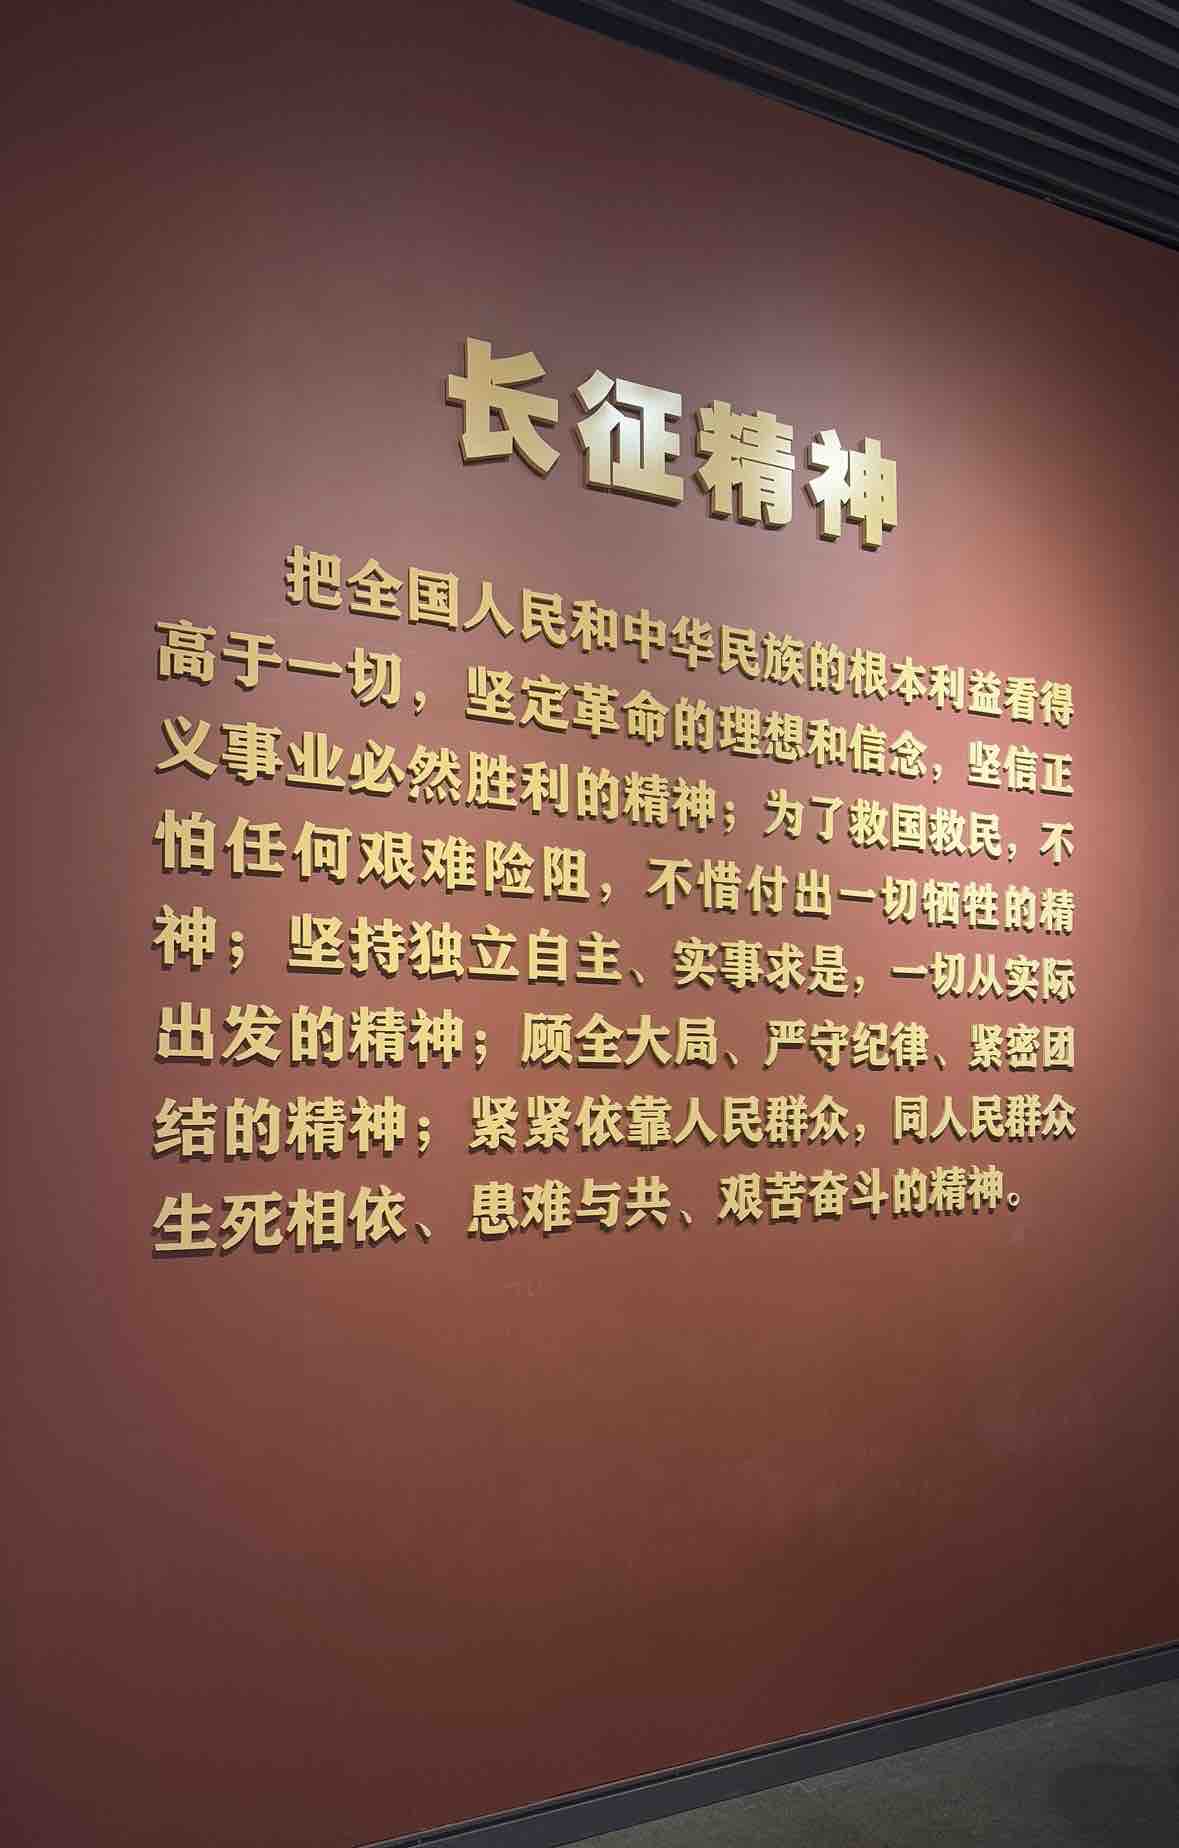 长征精神
把全国人民和中华民族的根本利益看得
高于一切，坚定革命的理想和信念，坚信正
义事业必然胜利的精神；为了救国救民，不
怕任何艰难险阻，不惜付出一切牺牲的精
神；坚持独立自主、实事求是，一切从实际
出发的精神；顾全大局、严守纪律、紧密团
结的精神；紧紧依靠人民群众，同人民群众
生死相依、患难与共、艰苦奋斗的精神。